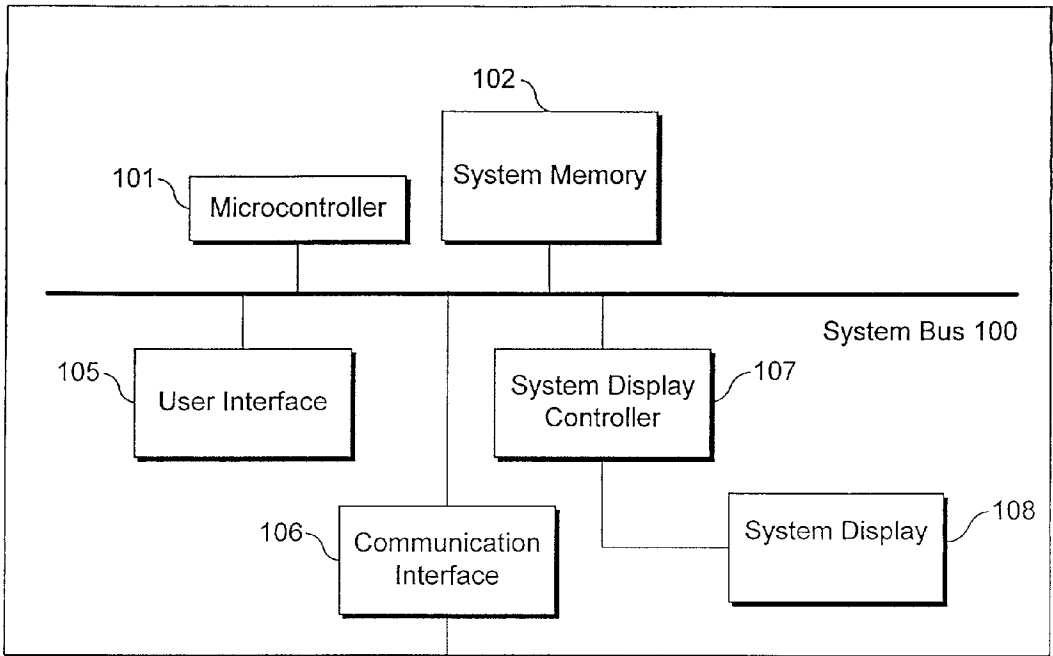 102
System Memory
101
Microcontroller
System Bus 100
105
User Interface
System Display
Controller
107
106
Communication
Interface
System Display
108